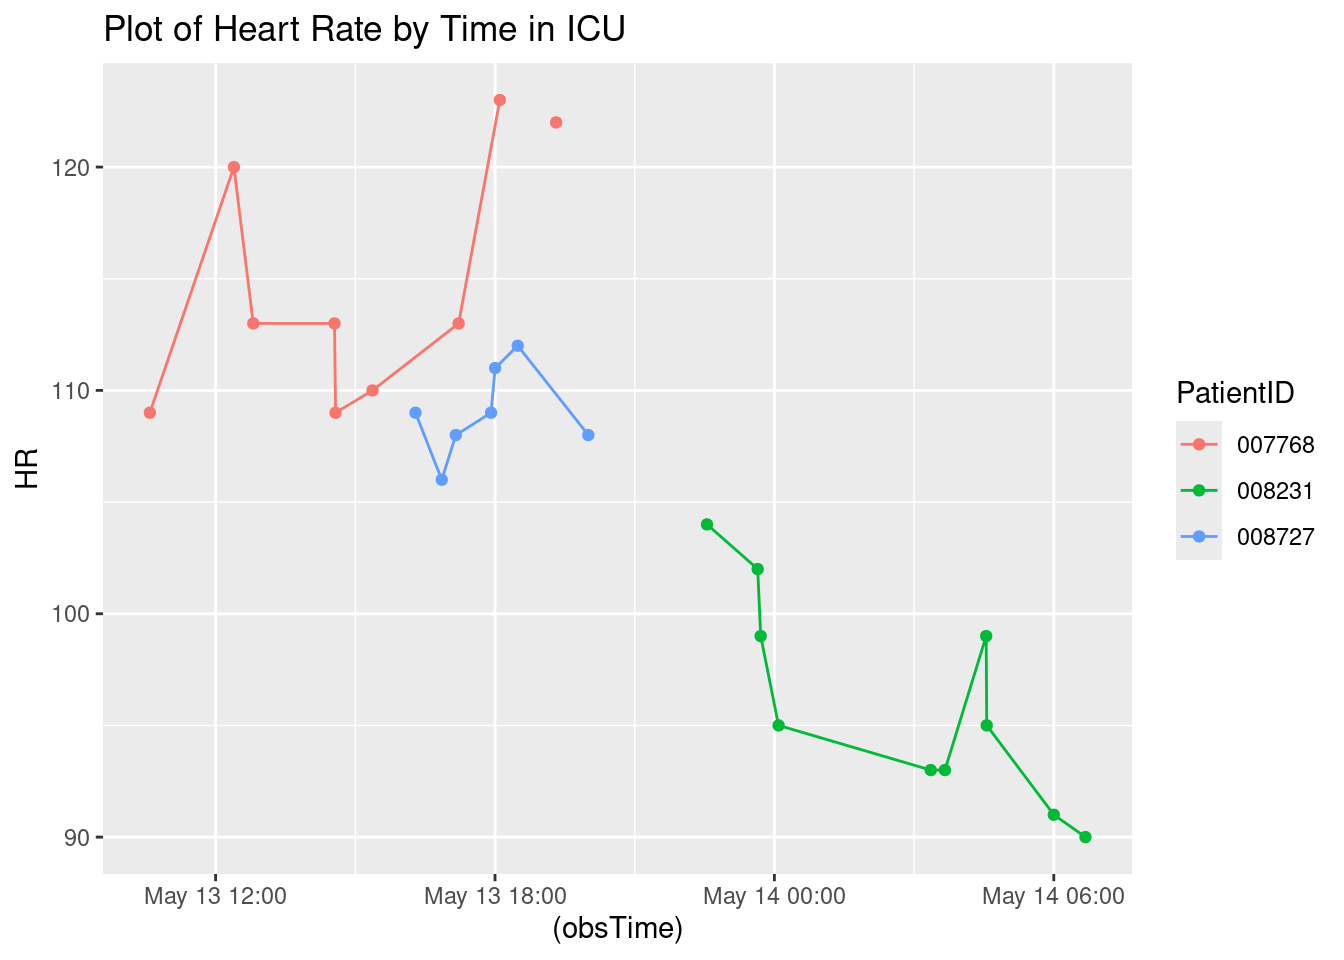 Plot of Heart Rate by Time in ICU
120
110
100
90
HR
May 13 12:00
May 13 18:00
May 14 00:00
May 14 06:00
(obsTime)
PatientID
007768
008231
008727